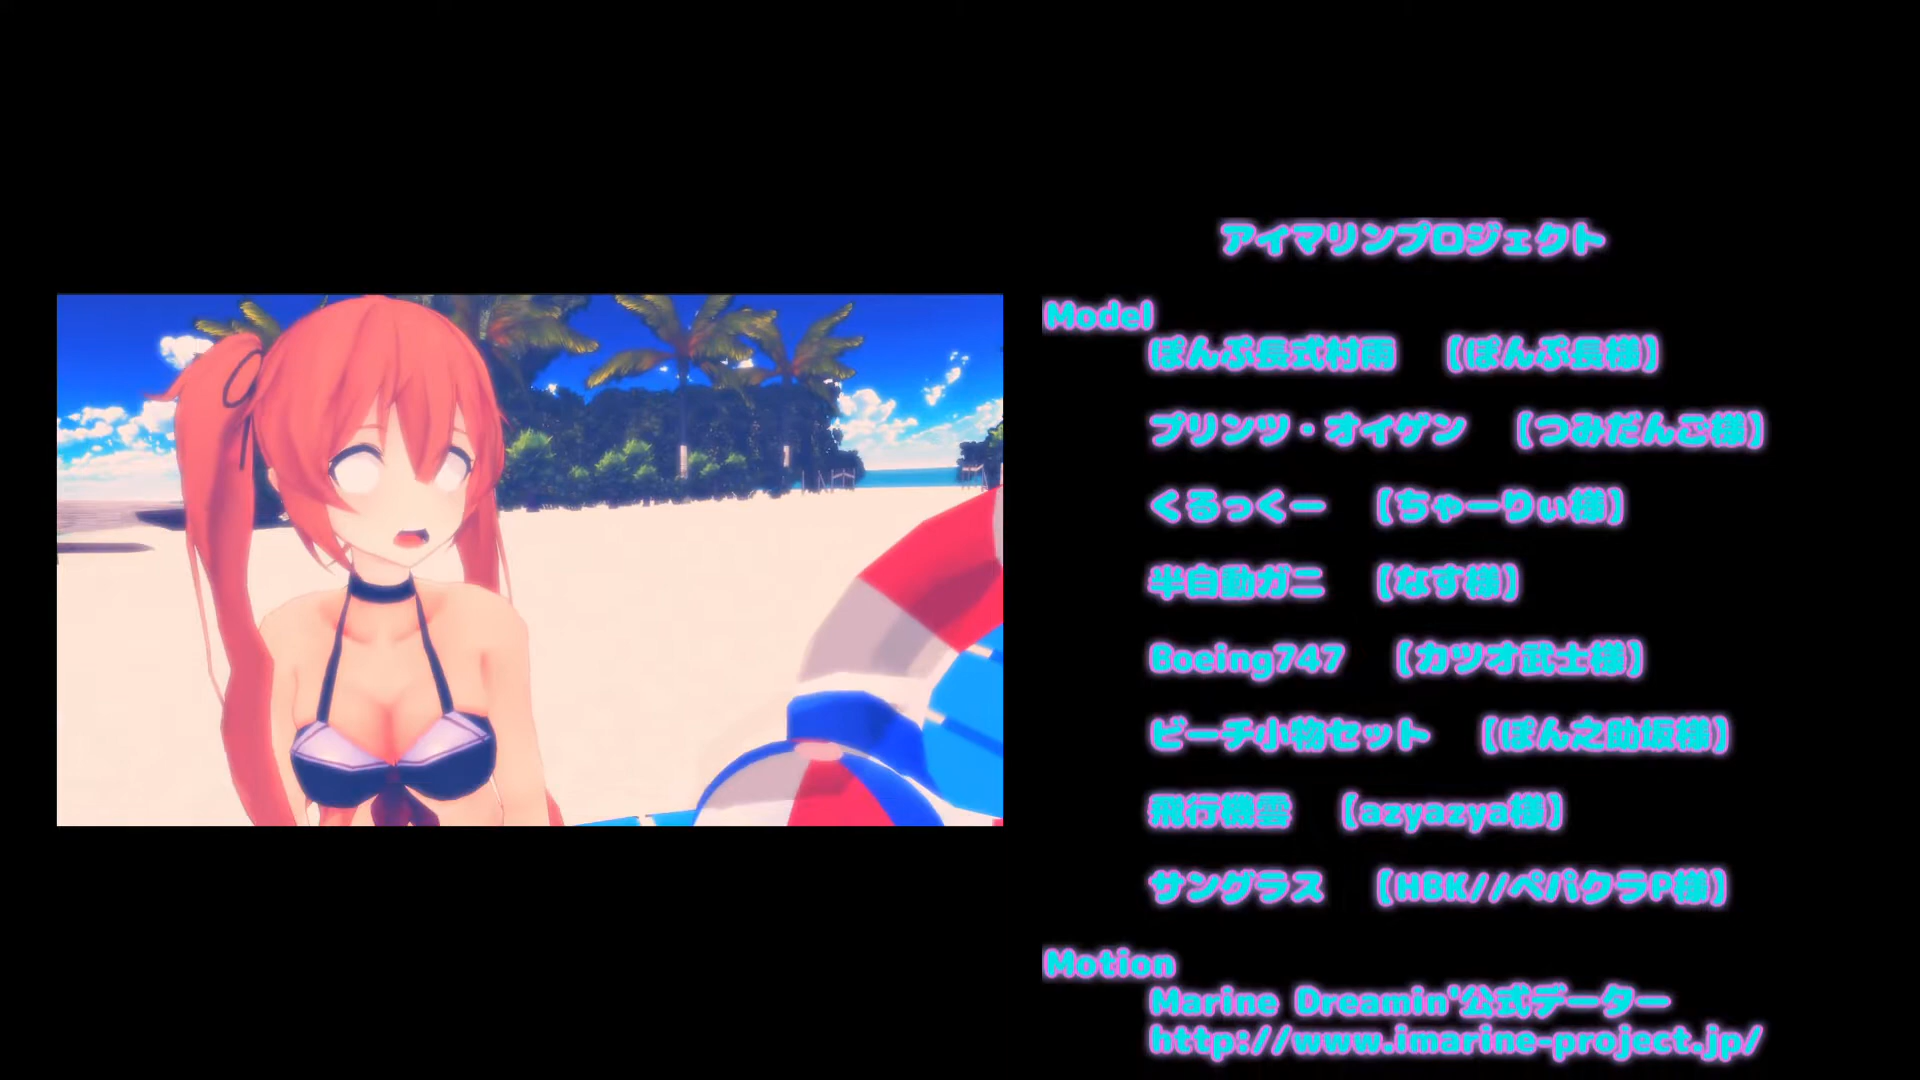 アイマリンプロジェクト
Model
ぽんぷ長式村雨 【ぽんぷ長様】
プリンツ・オイゲン 【つみだんご様】
くるっくー 【ちゃーりぃ様】
半自動ガニ 【なす様】
Boeing747 【カツオ武士様】
ビーチ小物セット 【ぽん之助坂様】
飛行機雲 【azyazya様】
サングラス 【HBK//ペパクラP様】
Motion
Marine Dreamin'公式データー
http://www.imarine-project.jp/